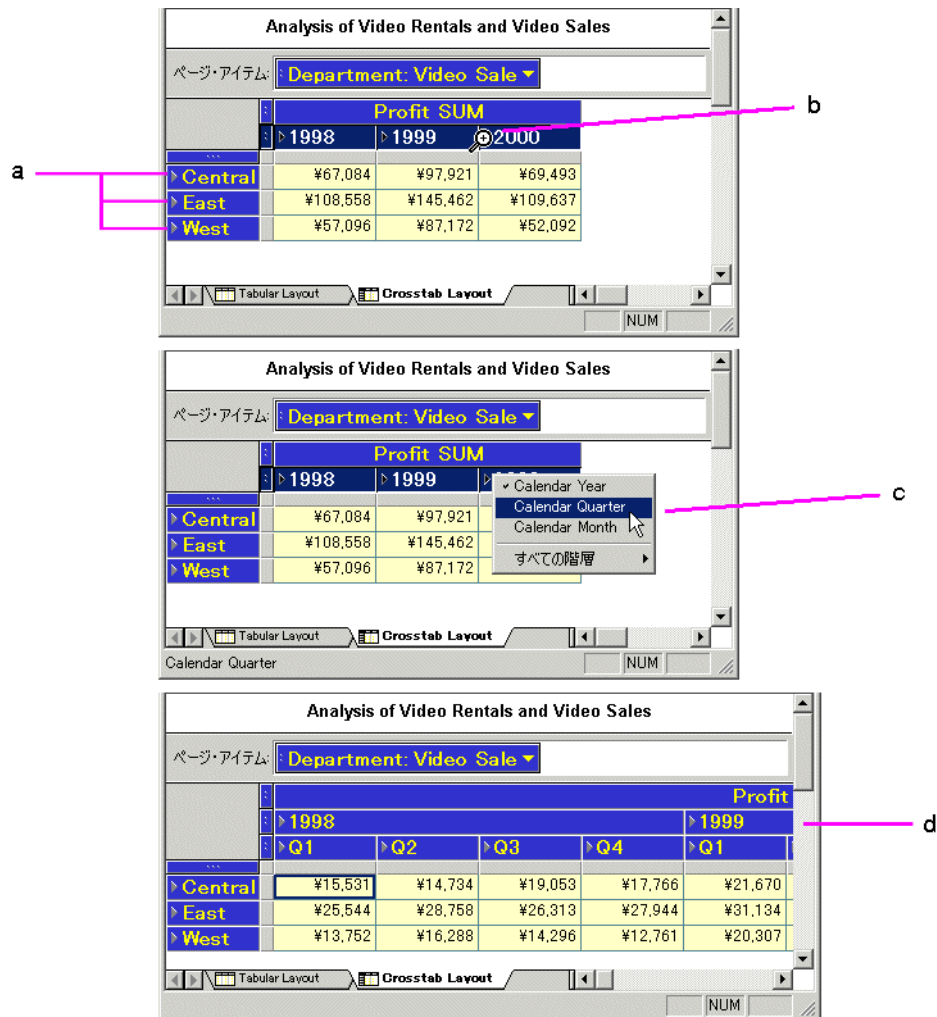 Analysis of Video Rentals and Video Sales
ページ・アイテム: Department: Video Sale
Profit SUM
1998 1999 2000
b
a
Central ¥67,084 ¥97,921 ¥69,493
East ¥108,558 ¥145,462 ¥109,637
West ¥57,096 ¥87,172 ¥52,092
Tabular Layout Crosstab Layout
NUM
Analysis of Video Rentals and Video Sales
ページ・アイテム: Department: Video Sale
Profit SUM
1998 1999
Calendar Year
Calendar Quarter
Calendar Month
すべての階層
c
Central ¥67,084 ¥97,921
East ¥108,558 ¥145,462
West ¥57,096 ¥87,172
Tabular Layout Crosstab Layout
Calendar Quarter NUM
Analysis of Video Rentals and Video Sales
ページ・アイテム: Department: Video Sale
Profit
1998 1999
d
Q1 Q2 Q3 Q4 Q1
Central ¥15,531 ¥14,734 ¥19,053 ¥17,766 ¥21,670
East ¥25,544 ¥28,758 ¥26,313 ¥27,944 ¥31,134
West ¥13,752 ¥16,288 ¥14,296 ¥12,761 ¥20,307
Tabular Layout Crosstab Layout
NUM